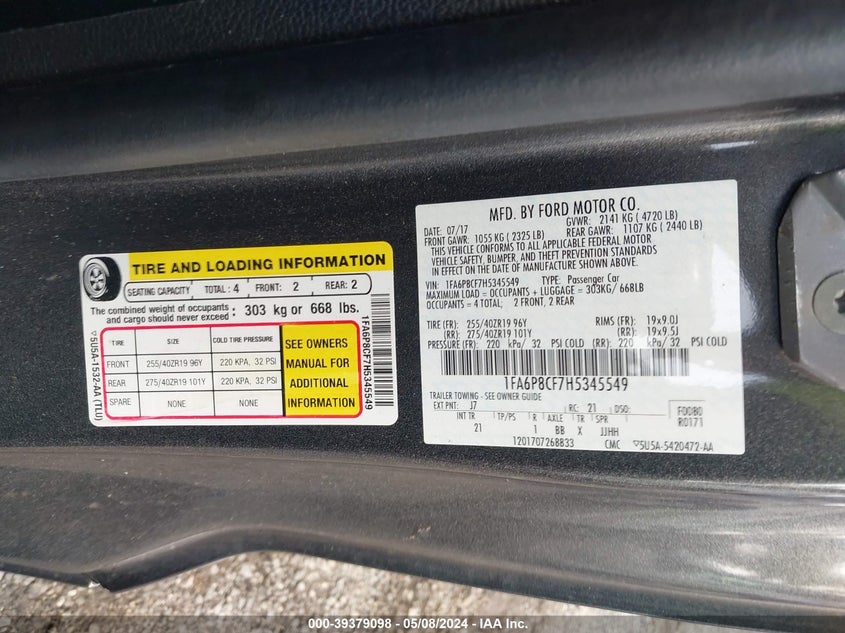 TIRE AND LOADING INFORMATION
SEATING CAPACITY TOTAL: 4 FRONT: 2 REAR: 2
The combined weight of occupants and cargo should never exceed: 303 kg or 668 lbs.
TIRE SIZE COLD TIRE PRESSURE
FRONT 255/40ZR19 96Y 220 KPA, 32 PSI
REAR 275/40ZR19 101Y 220 KPA, 32 PSI
SPARE NONE NONE
SEE OWNERS
MANUAL FOR
ADDITIONAL
INFORMATION
5U5A-1532-AA (TLU)
1FA6P8CF7H5345549
MFD. BY FORD MOTOR CO.
DATE: 07/17 GVWR: 2141 KG ( 4720 LB)
FRONT GAWR: 1055 KG ( 2325 LB) REAR GAWR: 1107 KG ( 2440 LB)
THIS VEHICLE CONFORMS TO ALL APPLICABLE FEDERAL MOTOR
VEHICLE SAFETY, BUMPER, AND THEFT PREVENTION STANDARDS
IN EFFECT ON THE DATE OF MANUFACTURE SHOWN ABOVE.
VIN: 1FA6P8CF7H5345549 TYPE: Passenger Car
MAXIMUM LOAD = OCCUPANTS + LUGGAGE = 303KG/ 668LB
OCCUPANTS = 4 TOTAL, 2 FRONT, 2 REAR
TIRE (FR): 255/40ZR19 96Y RIMS (FR): 19x9.0J
(RR): 275/40ZR19 101Y (RR): 19x9.5J
PRESSURE (FR): 220 kPa/ 32 PSI COLD (RR): 220 kPa/ 32 PSI COLD
1FA6P8CF7H5345549
TRAILER TOWING - SEE OWNER GUIDE
EXT PNT: J7 RC: 21 DSO: F0080
INT TR TP/PS R AXLE TR SPR R0171
21 1 BB X JJHH
12017072 68833 CMC 5U5A-5420472-AA
000-39379098 - 05/08/2024 - IAA Inc.